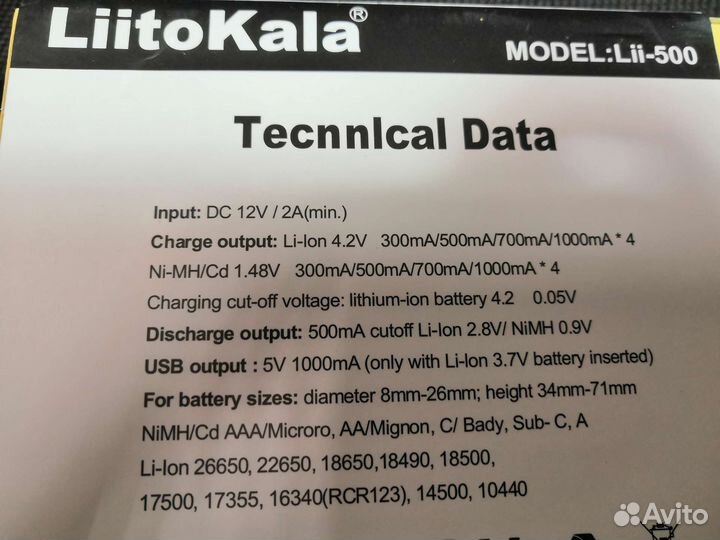 LiitoKala®
MODEL:Lii-500
TecnnIcal Data
Input: DC 12V / 2A(min.)
Charge output: Li-Ion 4.2V 300mA/500mA/700mA/1000mA * 4
Ni-MH/Cd 1.48V 300mA/500mA/700mA/1000mA * 4
Charging cut-off voltage: lithium-ion battery 4.2 0.05V
Discharge output: 500mA cutoff Li-Ion 2.8V/ NiMH 0.9V
USB output : 5V 1000mA (only with Li-Ion 3.7V battery inserted)
For battery sizes: diameter 8mm-26mm; height 34mm-71mm
NiMH/Cd AAA/Microro, AA/Mignon, C/ Bady, Sub- C, A
Li-Ion 26650, 22650, 18650,18490, 18500,
17500, 17355, 16340(RCR123), 14500, 10440
Avito